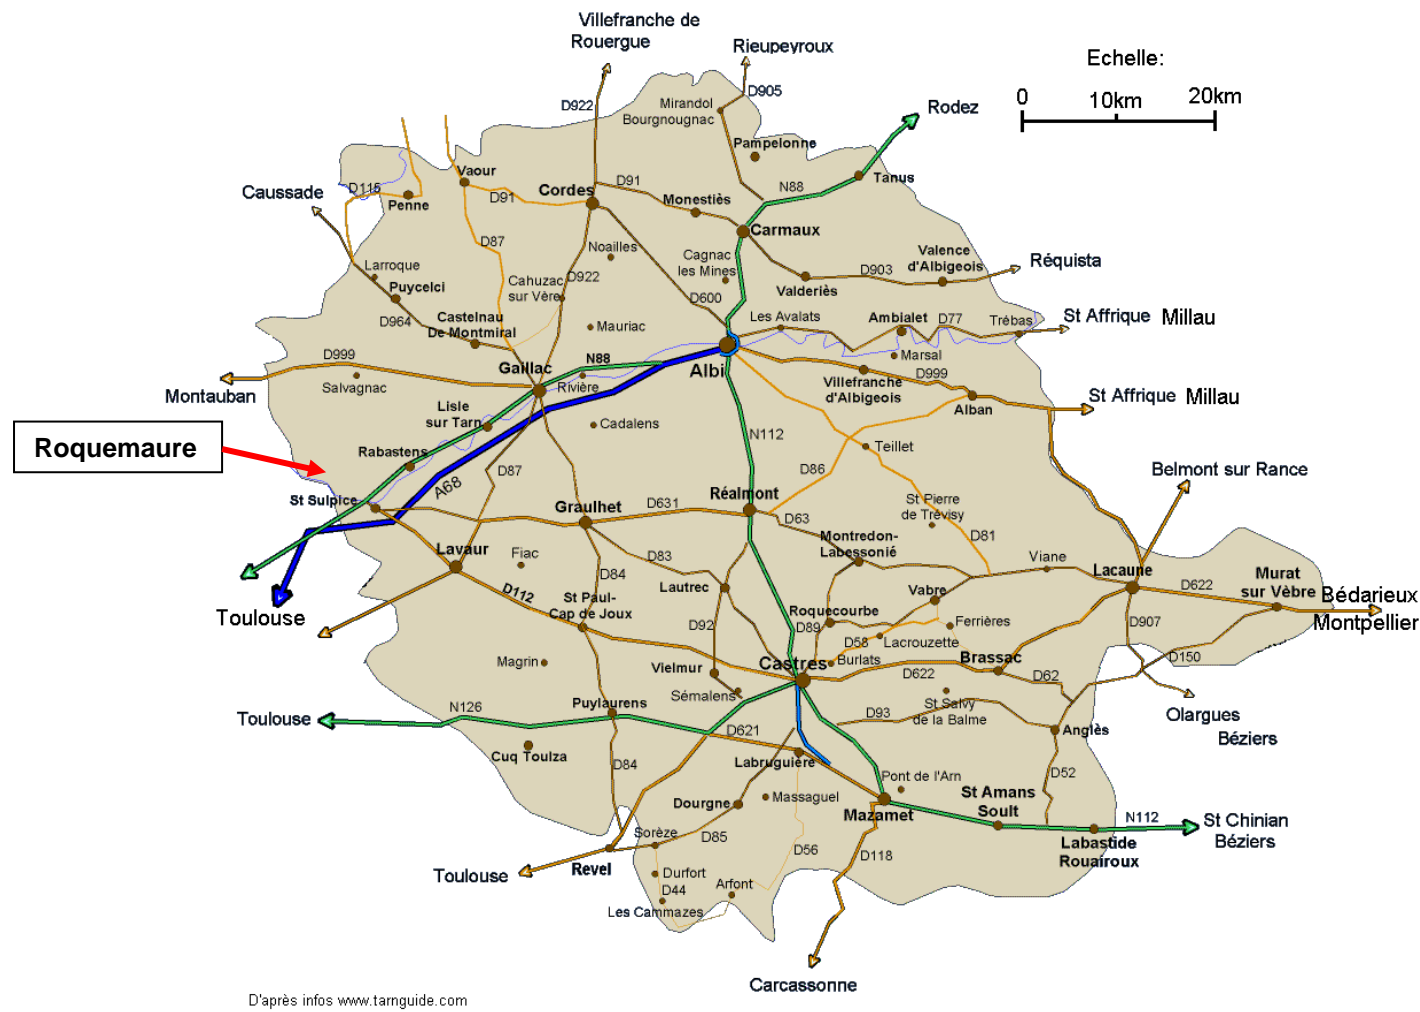 Villefranche de
Rouergue
Rieupeyroux
Echelle:
0
10km
20km
D922
D905
Mirandol
Bourgnougnac
Rodez
Pampelonne
Vaour
Caussade
D115
Penne
D91
Cordes
D91
Monestiès
N88
Tanus
Carmaux
D87
Noailles
Cagnac
les Mines
Valence
d'Albigeois
Réquista
Larroque
Puycelci
Cahuzac
sur Vère
D922
D903
Valderiès
D600
D964
Castelnau
De Montmiral
Mauriac
Les Avalats
Ambialet
D77
Trébas
St Affrique
Millau
D999
Salvagnac
Gaillac
N88
Rivière
Albi
Marsal
D999
Villefranche
d'Albigeois
Montauban
Alban
St Affrique
Millau
Lisle
sur Tarn
Cadalens
N112
Teillet
Roquemaure
Rabastens
D87
D86
Belmont sur Rance
A68
St Sulpice
Graulhet
D631
Réalmont
St Pierre
de Trévisy
D63
D81
Montredon-
Labessonié
Lavaur
Fiac
D83
Viane
Lacaune
Murat
sur Vèbre
D622
D112
D84
Lautrec
Vabre
Toulouse
St Paul-
Cap de Joux
Roquecourbe
Bédarieux
Montpellier
D92
D89
D58
Lacrouzette
Ferrières
D907
Magrin
Vielmur
Castres
Burlats
Brassac
D150
D622
D62
Sémalens
St Salvy
de la Balme
Toulouse
N126
Puylaurens
D93
Olargues
Béziers
D621
Anglès
Cuq Toulza
D84
Labruguière
Pont de l'Arn
D52
Massaguel
Dourgne
Mazamet
St Amans
Soult
N112
St Chinian
Béziers
Sorèze
D85
Labastide
Rouairoux
D56
D118
Toulouse
Revel
Durfort
Arfont
D44
Les Cammazes
Carcassonne
D'après infos www.tarnguide.com